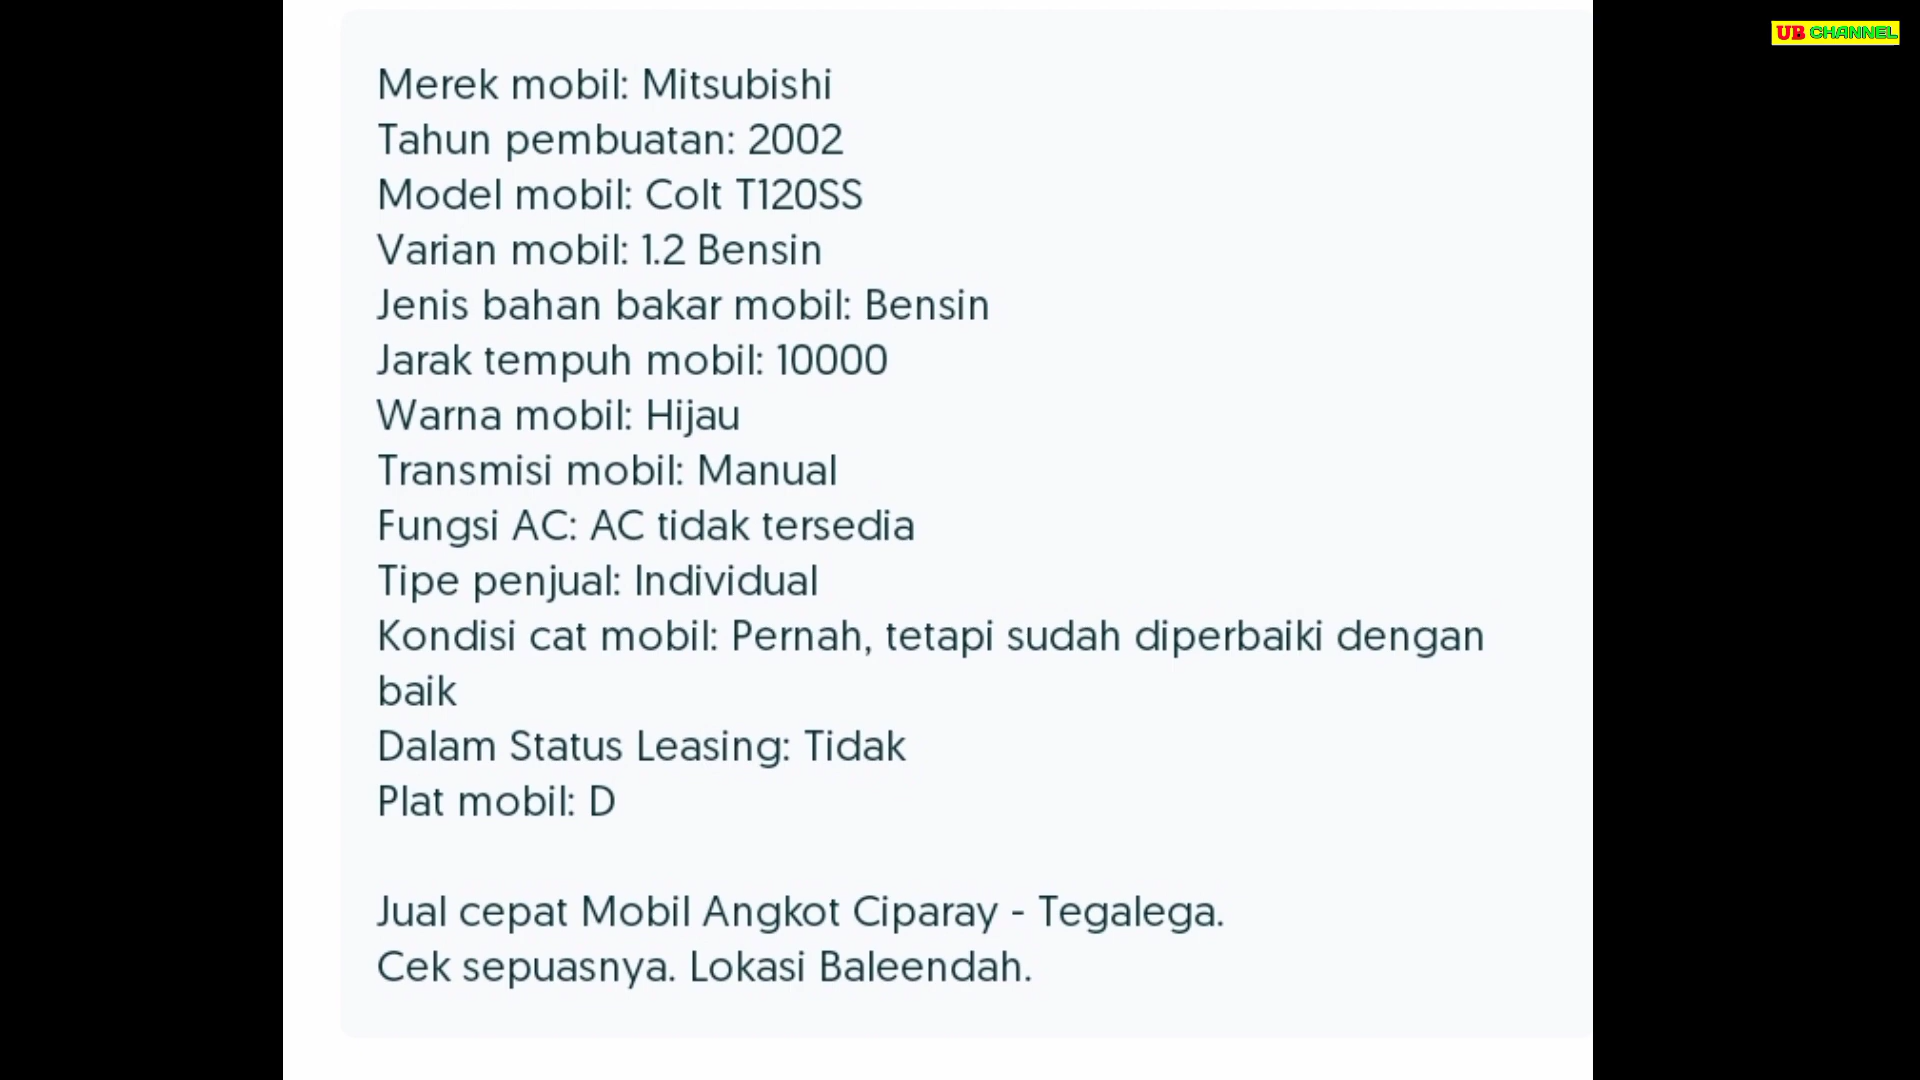 UB CHANNEL
Merek mobil: Mitsubishi
Tahun pembuatan: 2002
Model mobil: Colt T120SS
Varian mobil: 1.2 Bensin
Jenis bahan bakar mobil: Bensin
Jarak tempuh mobil: 10000
Warna mobil: Hijau
Transmisi mobil: Manual
Fungsi AC: AC tidak tersedia
Tipe penjual: Individual
Kondisi cat mobil: Pernah, tetapi sudah diperbaiki dengan
baik
Dalam Status Leasing: Tidak
Plat mobil: D
Jual cepat Mobil Angkot Ciparay - Tegalega.
Cek sepuasnya. Lokasi Baleendah.